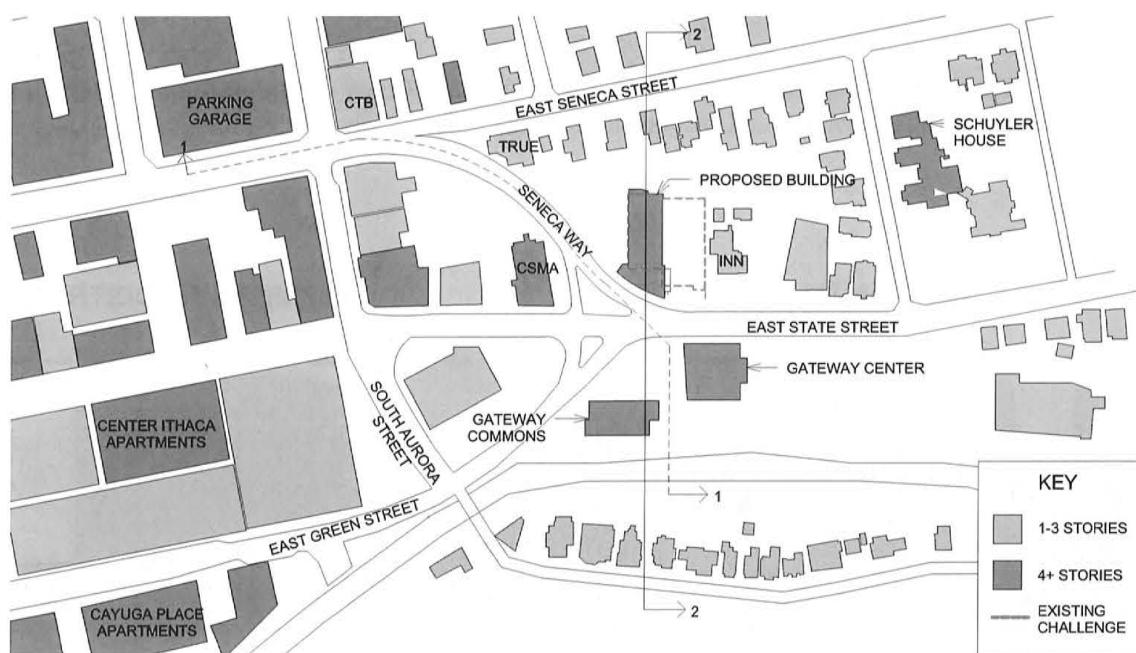 2
EAST SENECA STREET
PARKING
GARAGE
CTB
1
TRUE
SCHUYLER
HOUSE
PROPOSED BUILDING
SENECA WAY
CSMA
INN
EAST STATE STREET
GATEWAY CENTER
SOUTH AURORA
STREET
GATEWAY
COMMONS
CENTER ITHACA
APARTMENTS
1
EAST GREEN STREET
CAYUGA PLACE
APARTMENTS
2
KEY
1-3 STORIES
4+ STORIES
EXISTING
CHALLENGE